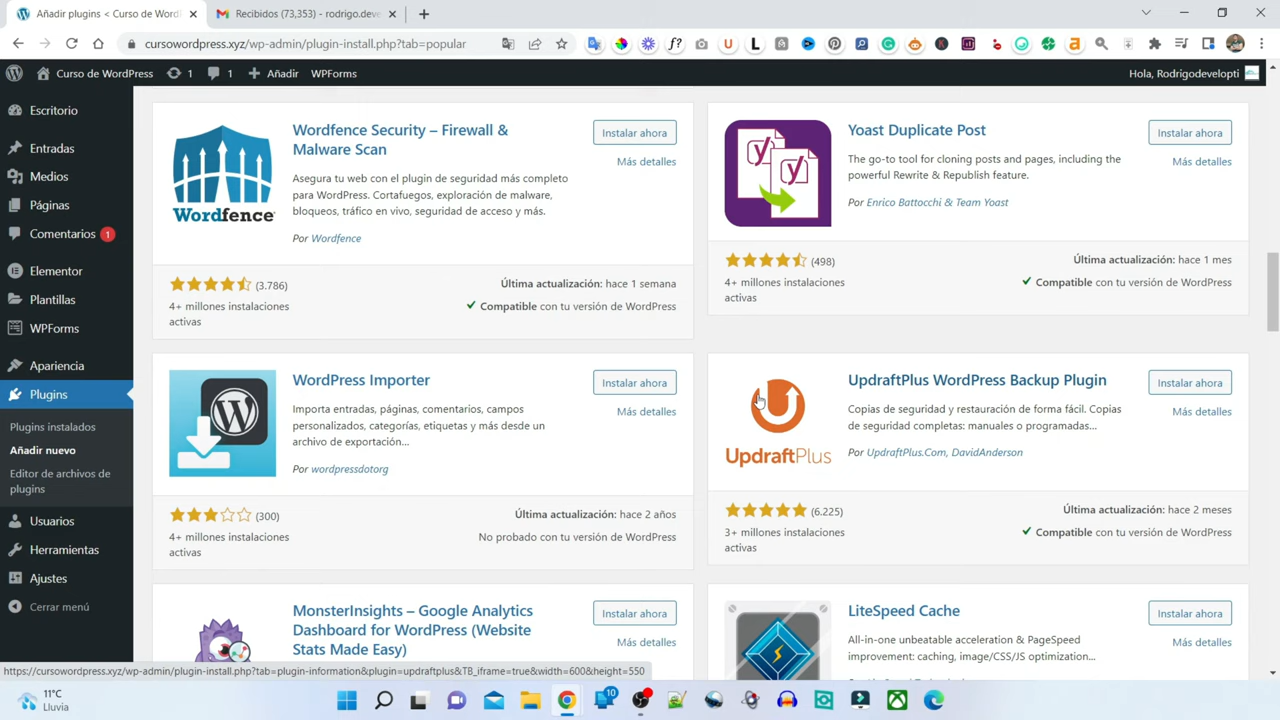 Añadir plugins < Curso de WordP
Recibidos (73,353) - rodrigo.deve
cursowordpress.xyz/wp-admin/plugin-install.php?tab=popular
Curso de WordPress
1
1
Añadir
WPForms
Hola, Rodrigodevelopti
Escritorio
Entradas
Medios
Páginas
Comentarios 1
Elementor
Plantillas
WPForms
Apariencia
Plugins
Plugins instalados
Añadir nuevo
Editor de archivos de
plugins
Usuarios
Herramientas
Ajustes
Cerrar menú
Wordfence
Wordfence Security – Firewall &
Malware Scan
Instalar ahora
Más detalles
Asegura tu web con el plugin de seguridad más completo
para WordPress. Cortafuegos, exploración de malware,
bloqueos, tráfico en vivo, seguridad de acceso y más.
Por Wordfence
(3.786)
4+ millones instalaciones
activas
Última actualización: hace 1 semana
Compatible con tu versión de WordPress
Yoast Duplicate Post
Instalar ahora
Más detalles
The go-to tool for cloning posts and pages, including the
powerful Rewrite & Republish feature.
Por Enrico Battocchi & Team Yoast
(498)
4+ millones instalaciones
activas
Última actualización: hace 1 mes
Compatible con tu versión de WordPress
WordPress Importer
Instalar ahora
Más detalles
Importa entradas, páginas, comentarios, campos
personalizados, categorías, etiquetas y más desde un
archivo de exportación...
Por wordpressdotorg
(300)
4+ millones instalaciones
activas
Última actualización: hace 2 años
No probado con tu versión de WordPress
UpdraftPlus
UpdraftPlus WordPress Backup Plugin
Instalar ahora
Más detalles
Copias de seguridad y restauración de forma fácil. Copias
de seguridad completas: manuales o programadas...
Por UpdraftPlus.Com, DavidAnderson
(6.225)
3+ millones instalaciones
activas
Última actualización: hace 2 meses
Compatible con tu versión de WordPress
MonsterInsights – Google Analytics
Dashboard for WordPress (Website
Stats Made Easy)
Instalar ahora
Más detalles
LiteSpeed Cache
Instalar ahora
Más detalles
All-in-one unbeatable acceleration & PageSpeed
improvement: caching, image/CSS/JS optimization...
https://cursowordpress.xyz/wp-admin/plugin-install.php?tab=plugin-information&plugin=updraftplus&TB_iframe=true&width=600&height=550
11°C
Lluvia
10